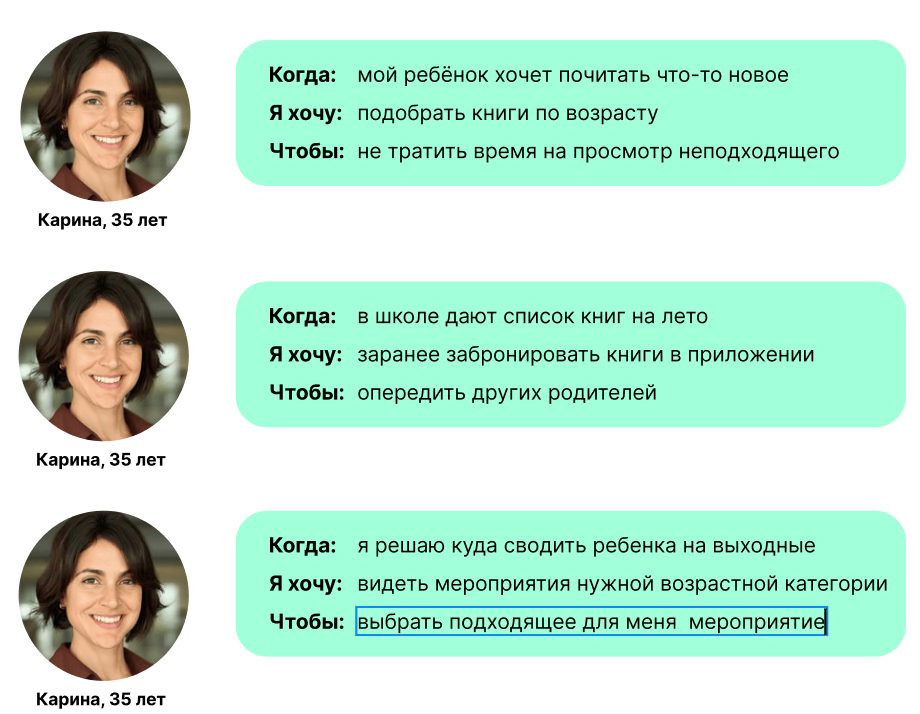 Когда: мой ребёнок хочет почитать что-то новое
Я хочу: подобрать книги по возрасту
Чтобы: не тратить время на просмотр неподходящего
Карина, 35 лет
Когда: в школе дают список книг на лето
Я хочу: заранее забронировать книги в приложении
Чтобы: опередить других родителей
Карина, 35 лет
Когда: я решаю куда сводить ребенка на выходные
Я хочу: видеть мероприятия нужной возрастной категории
Чтобы: выбрать подходящее для меня  мероприятие
Карина, 35 лет